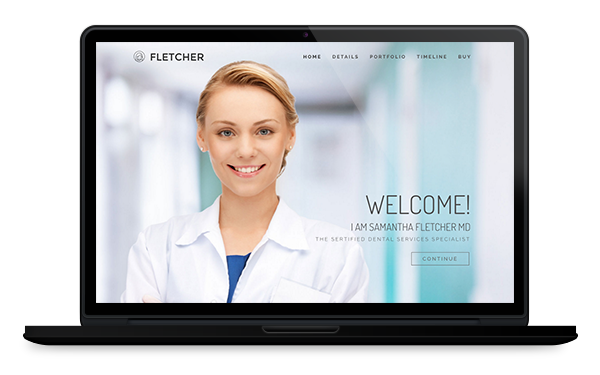 FLETCHER
HOME DETAILS PORTFOLIO TIMELINE BUY
WELCOME!
I AM SAMANTHA FLETCHER MD
THE SERTIFIED DENTAL SERVICES SPECIALIST
CONTINUE